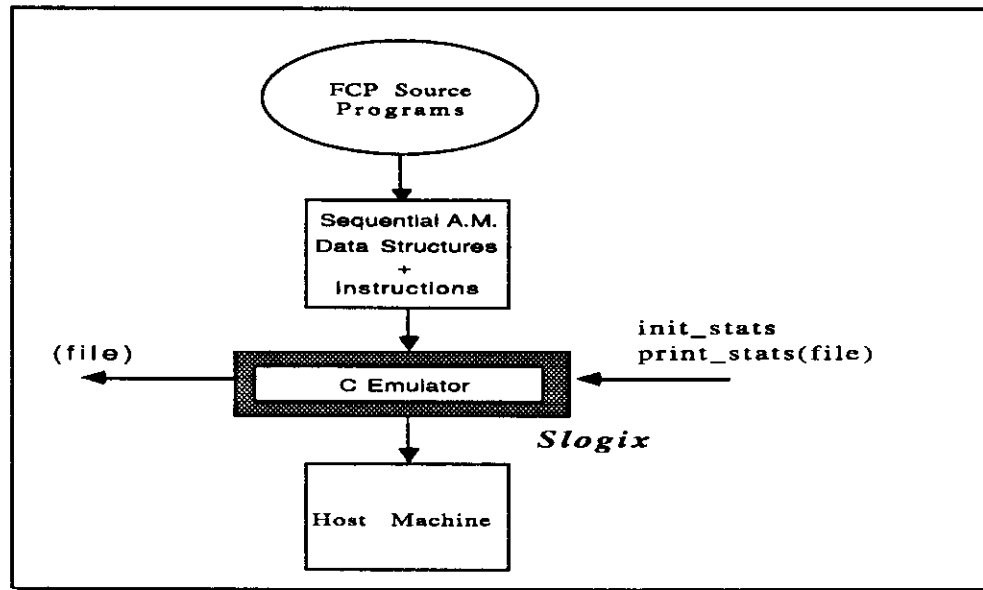 FCP Source
Programs
Sequential A.M.
Data Structures
+
Instructions
init_stats
(file)
print_stats(file)
C Emulator
Slogix
Host Machine